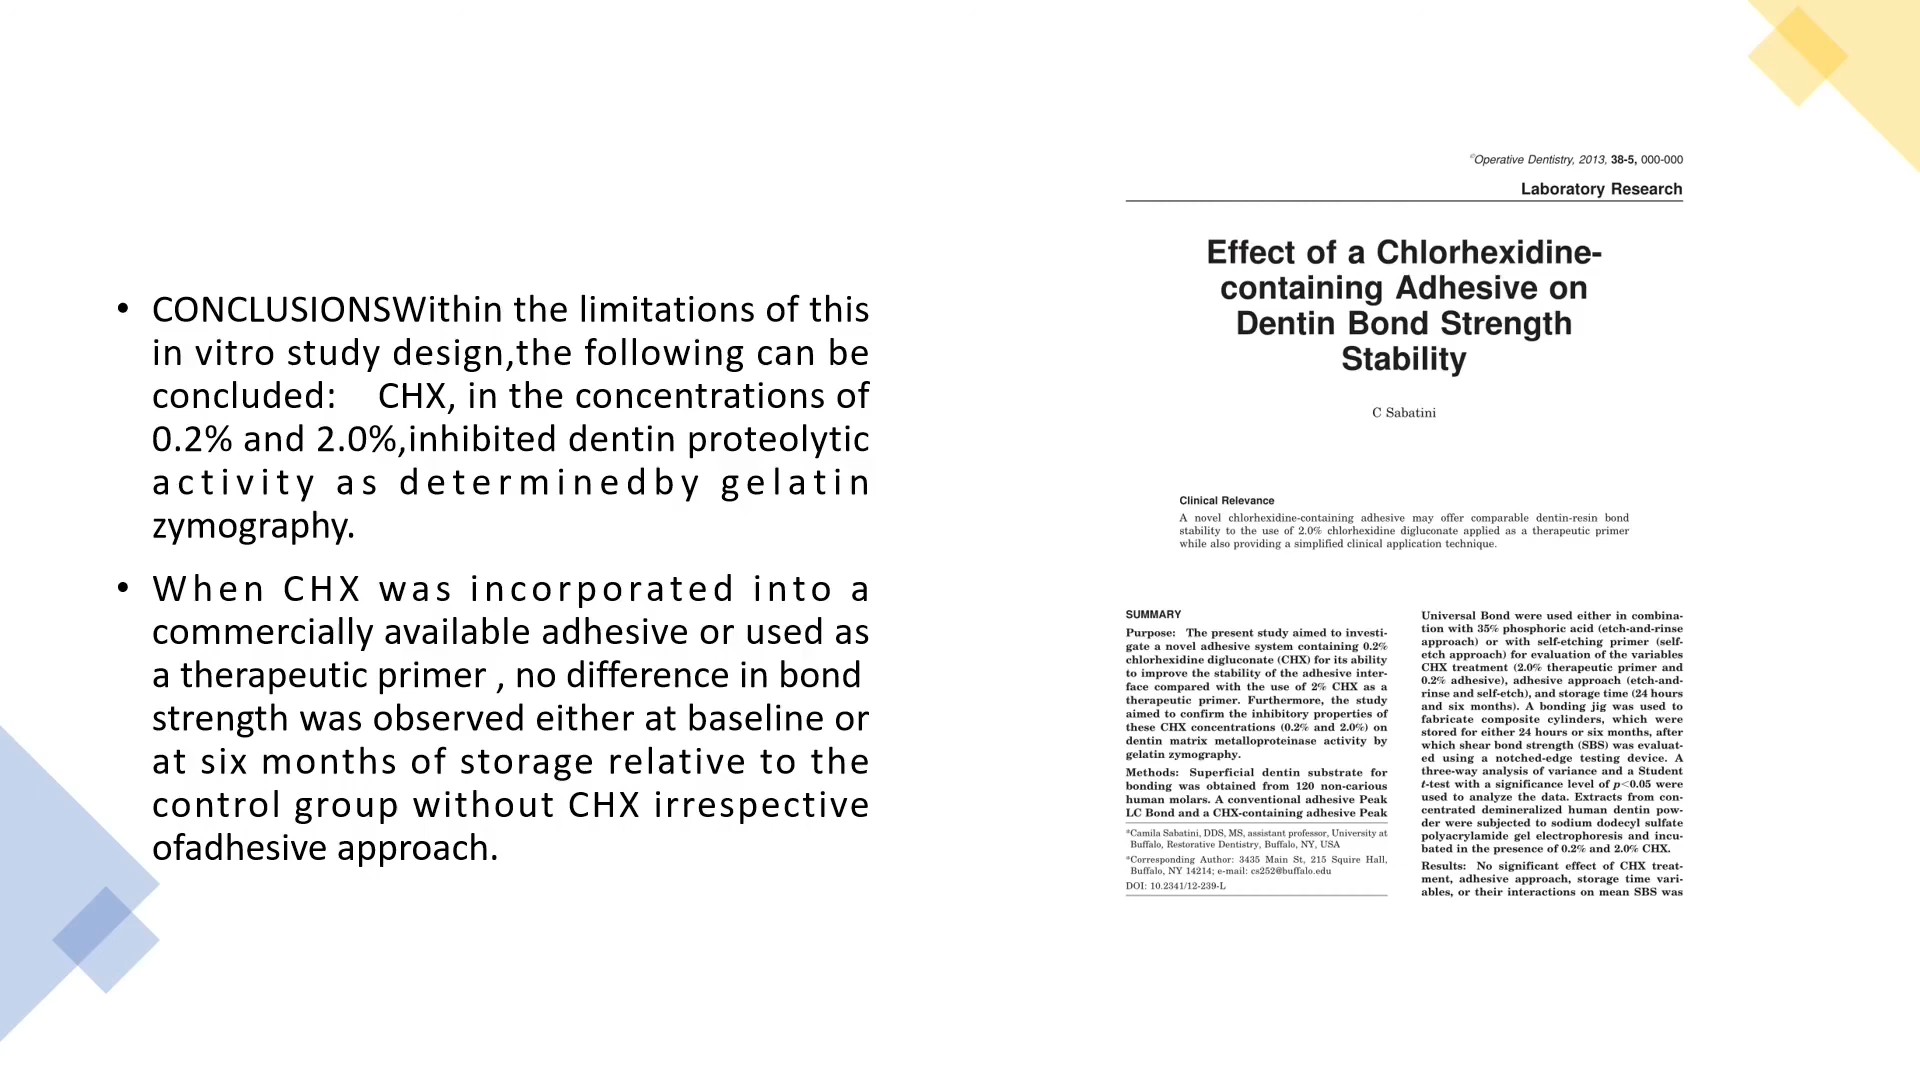 • CONCLUSIONSWithin the limitations of this
in vitro study design,the following can be
concluded: CHX, in the concentrations of
0.2% and 2.0%,inhibited dentin proteolytic
activity as determinedby gelatin
zymography.
• When CHX was incorporated into a
commercially available adhesive or used as
a therapeutic primer , no difference in bond
strength was observed either at baseline or
at six months of storage relative to the
control group without CHX irrespective
ofadhesive approach.
©Operative Dentistry, 2013, 38-5, 000-000
Laboratory Research
Effect of a Chlorhexidine-
containing Adhesive on
Dentin Bond Strength
Stability
C Sabatini
Clinical Relevance
A novel chlorhexidine-containing adhesive may offer comparable dentin-resin bond
stability to the use of 2.0% chlorhexidine digluconate applied as a therapeutic primer
while also providing a simplified clinical application technique.
SUMMARY
Purpose: The present study aimed to investi-
gate a novel adhesive system containing 0.2%
chlorhexidine digluconate (CHX) for its ability
to improve the stability of the adhesive inter-
face compared with the use of 2% CHX as a
therapeutic primer. Furthermore, the study
aimed to confirm the inhibitory properties of
these CHX concentrations (0.2% and 2.0%) on
dentin matrix metalloproteinase activity by
gelatin zymography.
Methods: Superficial dentin substrate for
bonding was obtained from 120 non-carious
human molars. A conventional adhesive Peak
LC Bond and a CHX-containing adhesive Peak
*Camila Sabatini, DDS, MS, assistant professor, University at
Buffalo, Restorative Dentistry, Buffalo, NY, USA
*Corresponding Author: 3435 Main St, 215 Squire Hall,
Buffalo, NY 14214; e-mail: cs252@buffalo.edu
DOI: 10.2341/12-239-L
Universal Bond were used either in combina-
tion with 35% phosphoric acid (etch-and-rinse
approach) or with self-etching primer (self-
etch approach) for evaluation of the variables
CHX treatment (2.0% therapeutic primer and
0.2% adhesive), adhesive approach (etch-and-
rinse and self-etch), and storage time (24 hours
and six months). A bonding jig was used to
fabricate composite cylinders, which were
stored for either 24 hours or six months, after
which shear bond strength (SBS) was evaluat-
ed using a notched-edge testing device. A
three-way analysis of variance and a Student
t-test with a significance level of p<0.05 were
used to analyze the data. Extracts from con-
centrated demineralized human dentin pow-
der were subjected to sodium dodecyl sulfate
polyacrylamide gel electrophoresis and incu-
bated in the presence of 0.2% and 2.0% CHX.
Results: No significant effect of CHX treat-
ment, adhesive approach, storage time vari-
ables, or their interactions on mean SBS was